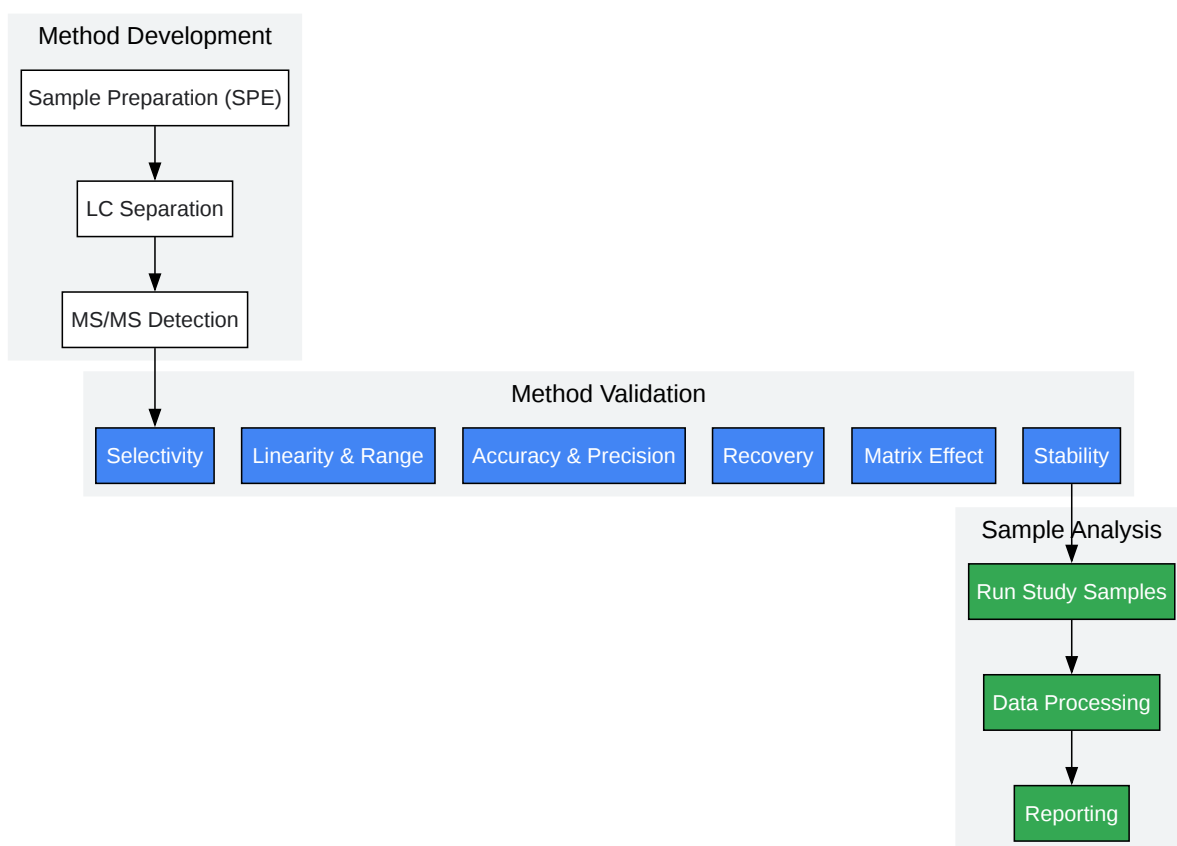 Method Development
Sample Preparation (SPE)
LC Separation
MS/MS Detection
Method Validation
Selectivity
Linearity & Range
Accuracy & Precision
Recovery
Matrix Effect
Stability
Sample Analysis
Run Study Samples
Data Processing
Reporting